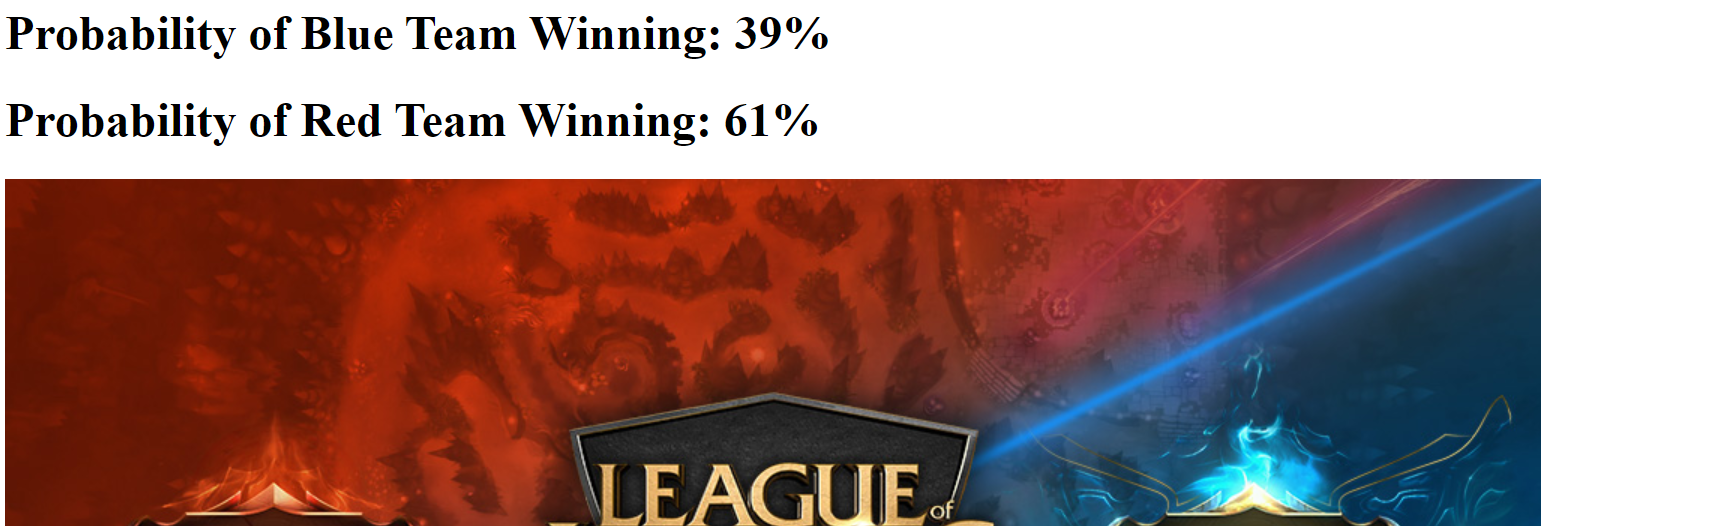 Probability of Blue Team Winning: 39%
Probability of Red Team Winning: 61%
LEAGUE of